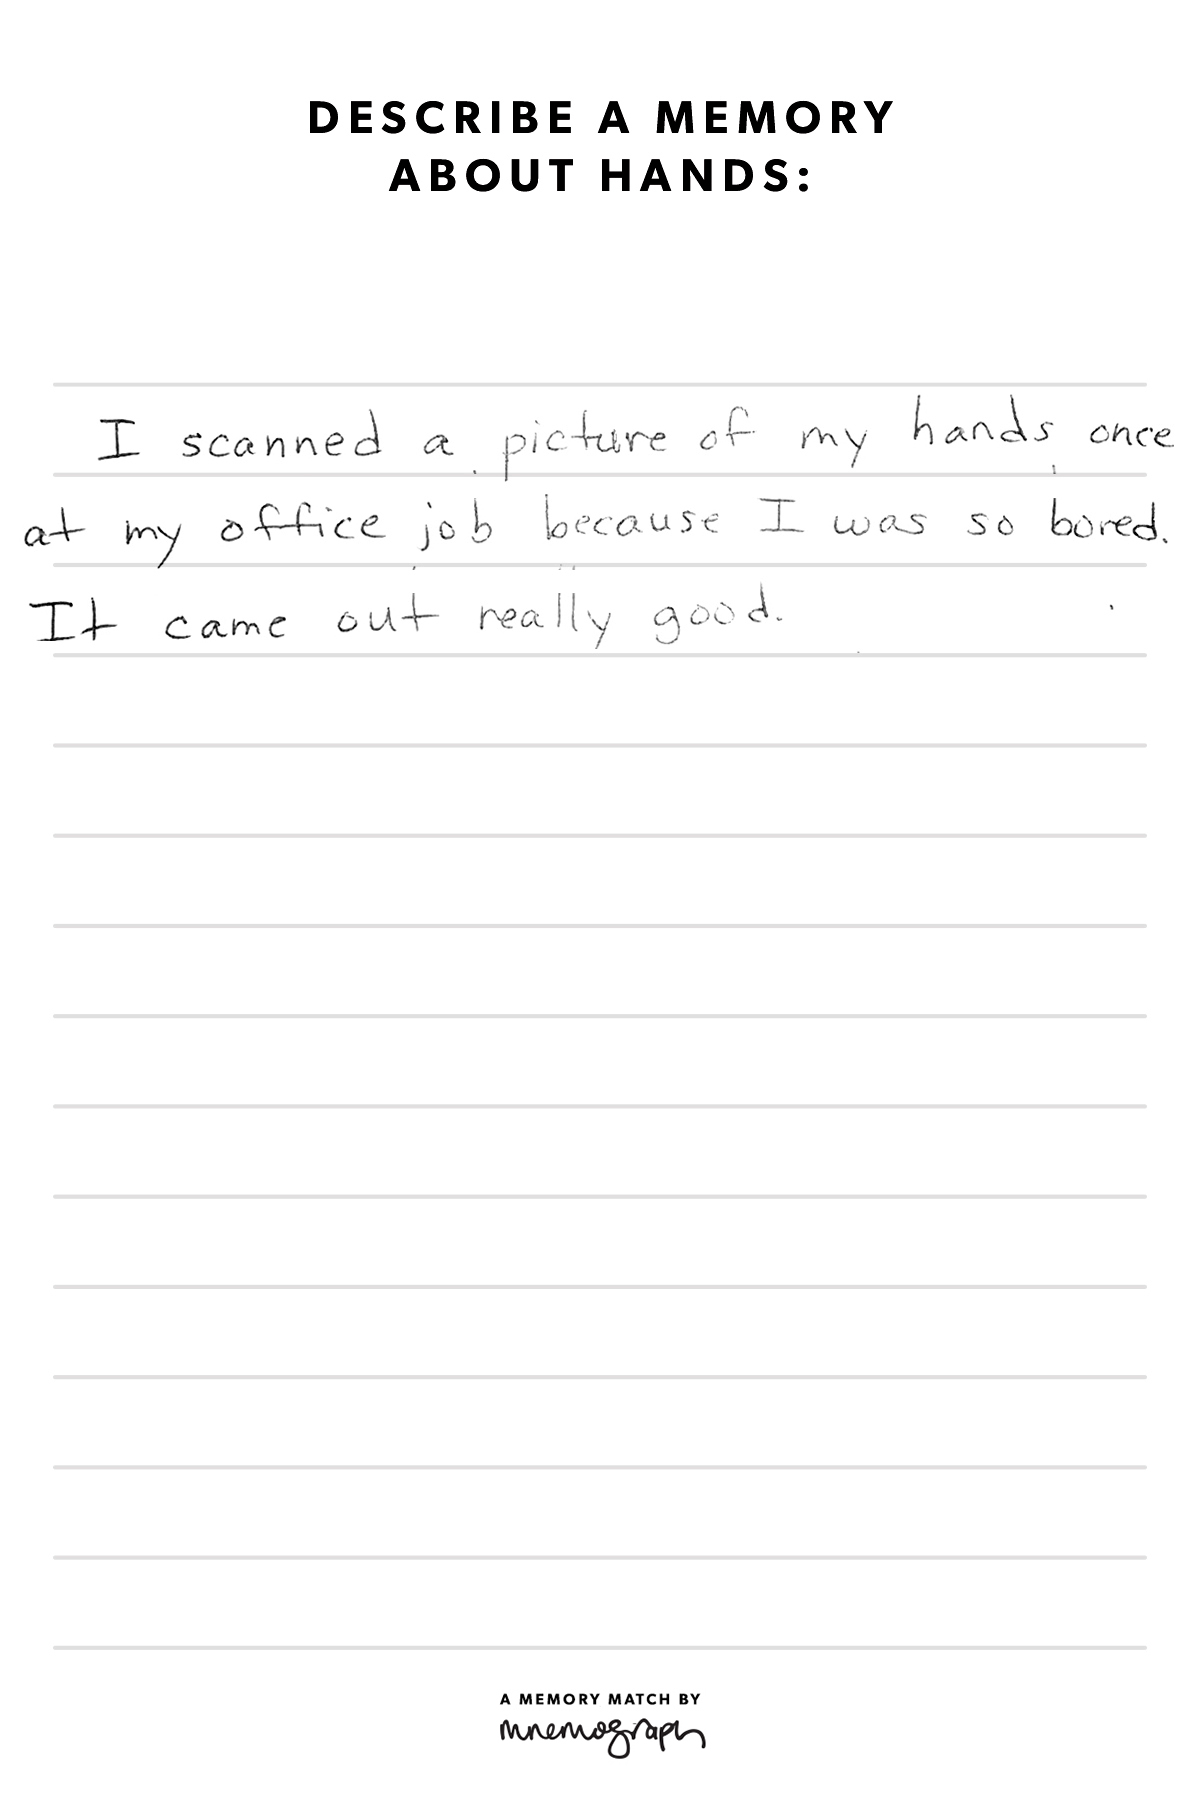 DESCRIBE A MEMORY
ABOUT HANDS:
I scanned a picture of my hands once
at my office job because I was so bored.
It came out really good.
A MEMORY MATCH BY
mnemograph